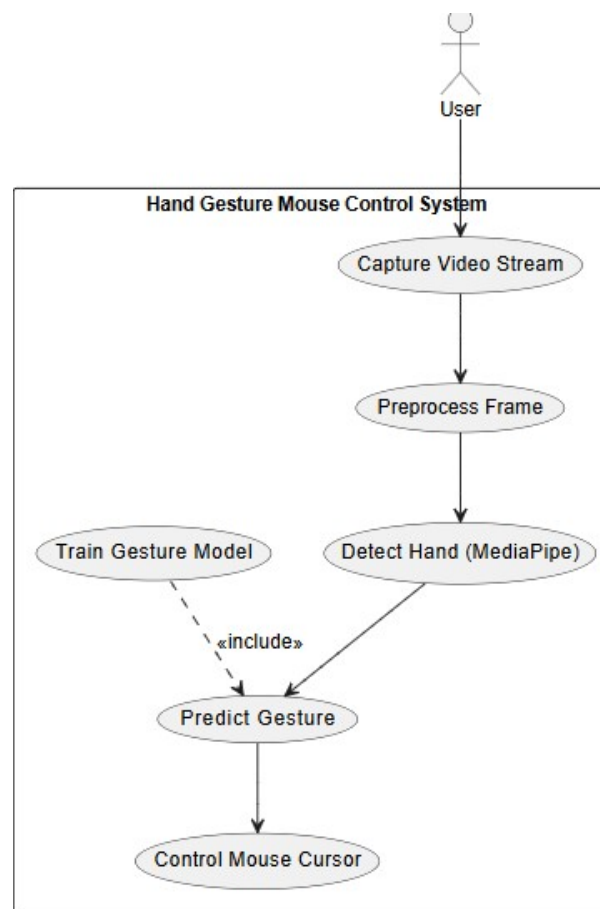 User
Hand Gesture Mouse Control System
Capture Video Stream
Preprocess Frame
Train Gesture Model
Detect Hand (MediaPipe)
«include»
Predict Gesture
Control Mouse Cursor